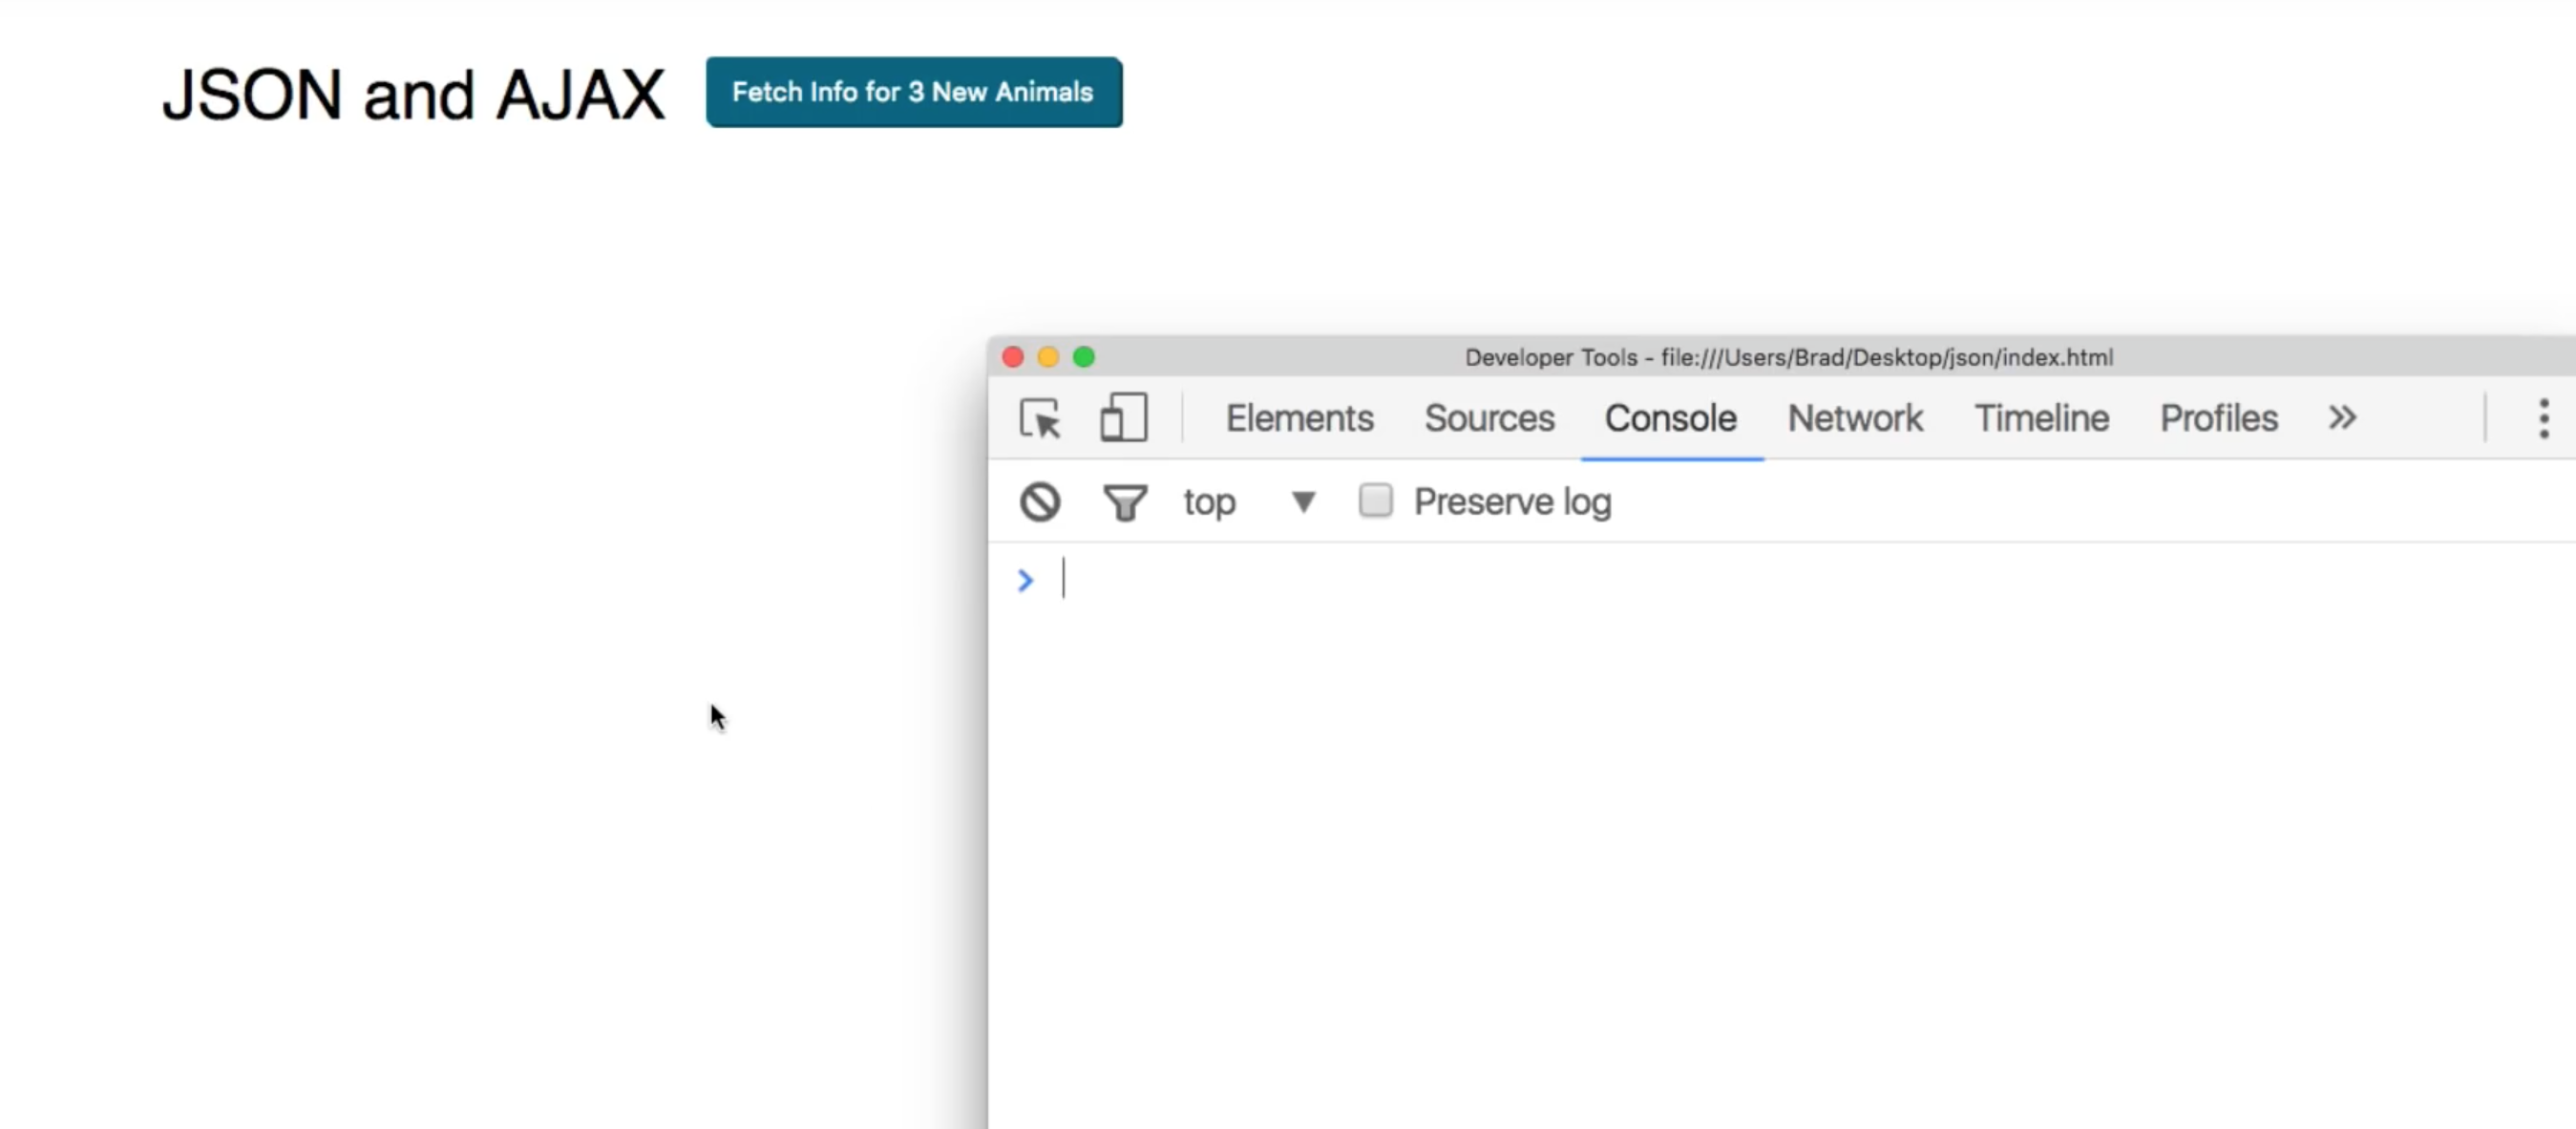 JSON and AJAX Fetch Info for 3 New Animals
Developer Tools - file:///Users/Brad/Desktop/json/index.html
Elements Sources Console Network Timeline Profiles »
top ▼ Preserve log
>